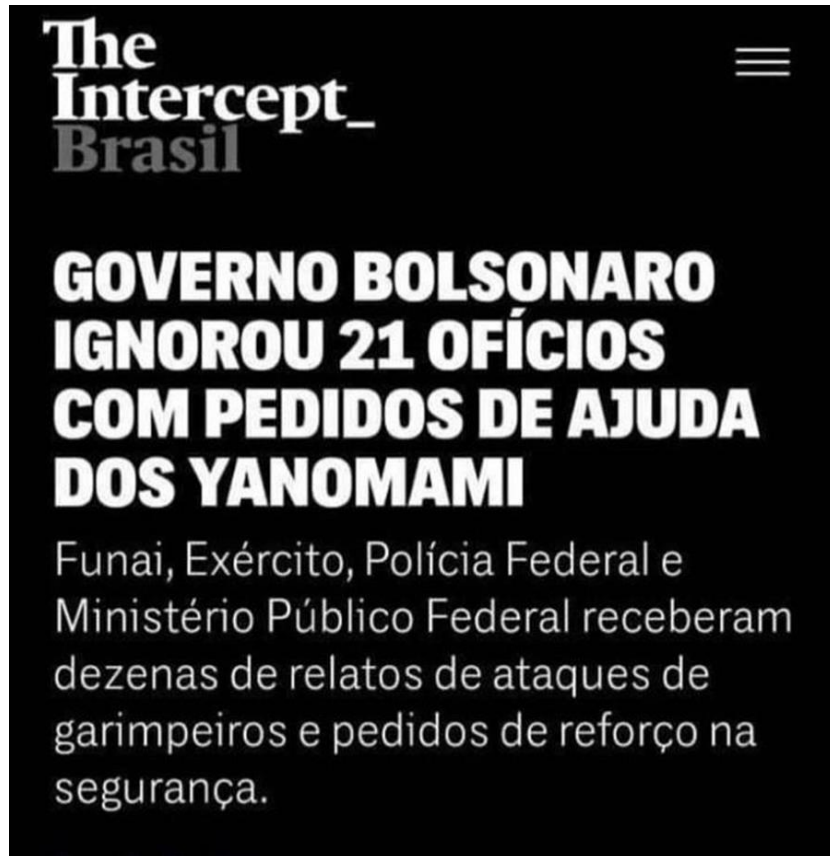 The
Intercept_
Brasil
GOVERNO BOLSONARO
IGNOROU 21 OFÍCIOS
COM PEDIDOS DE AJUDA
DOS YANOMAMI
Funai, Exército, Polícia Federal e
Ministério Público Federal receberam
dezenas de relatos de ataques de
garimpeiros e pedidos de reforço na
segurança.